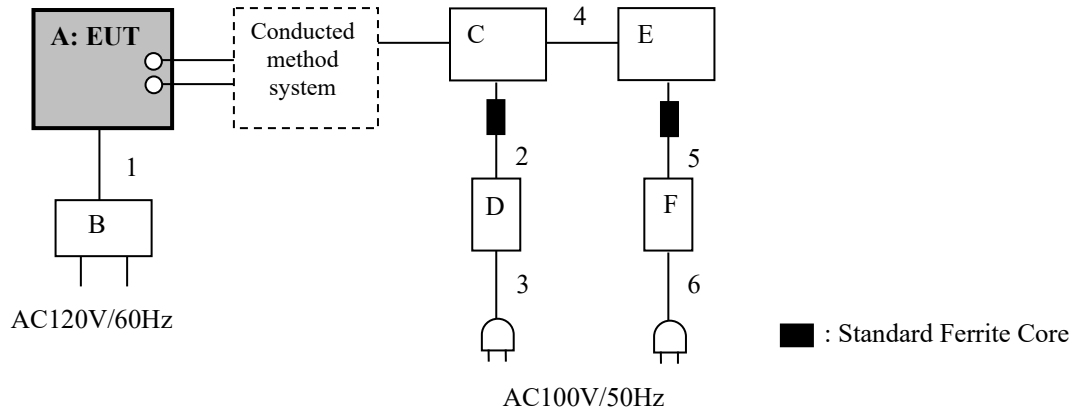 A: EUT
Conducted
method
system
C
4
E
1
2
5
B
D
F
3
6
AC120V/60Hz
: Standard Ferrite Core
AC100V/50Hz